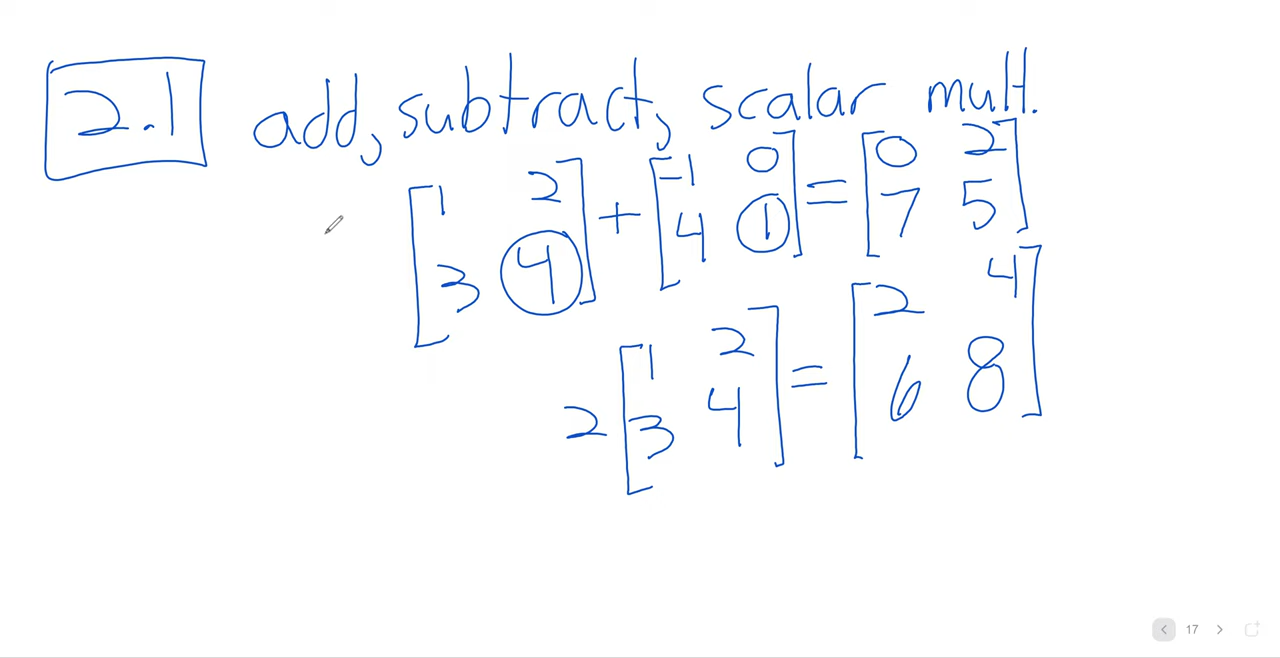 2.1 add, subtract, scalar mult.
[1 2
3 4] + [-1 0
4 1] = [0 2
7 5]
2 [1 2
3 4] = [2 4
6 8]
17